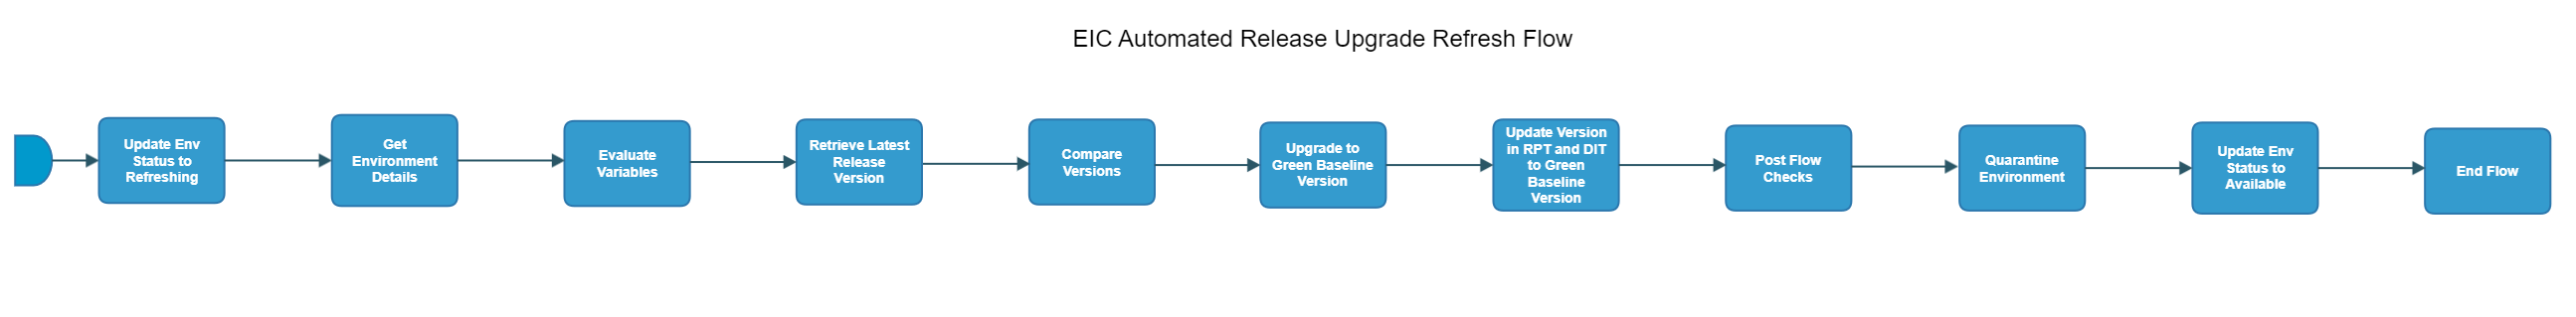 EIC Automated Release Upgrade Refresh Flow
Update Env
Status to
Refreshing
Get
Environment
Details
Evaluate
Variables
Retrieve Latest
Release
Version
Compare
Versions
Upgrade to
Green Baseline
Version
Update Version
in RPT and DIT
to Green
Baseline
Version
Post Flow
Checks
Quarantine
Environment
Update Env
Status to
Available
End Flow